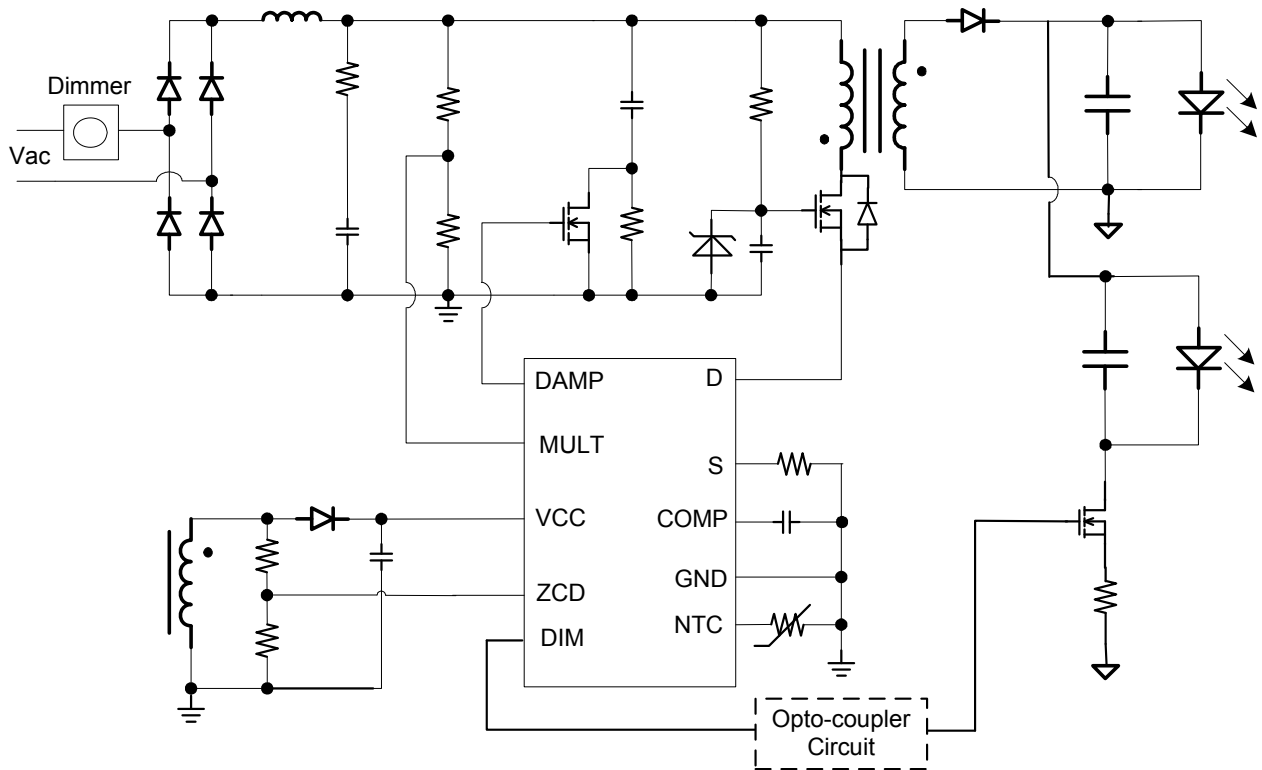 Dimmer
Vac
DAMP
D
MULT
S
VCC
COMP
GND
ZCD
NTC
DIM
Opto-coupler
Circuit